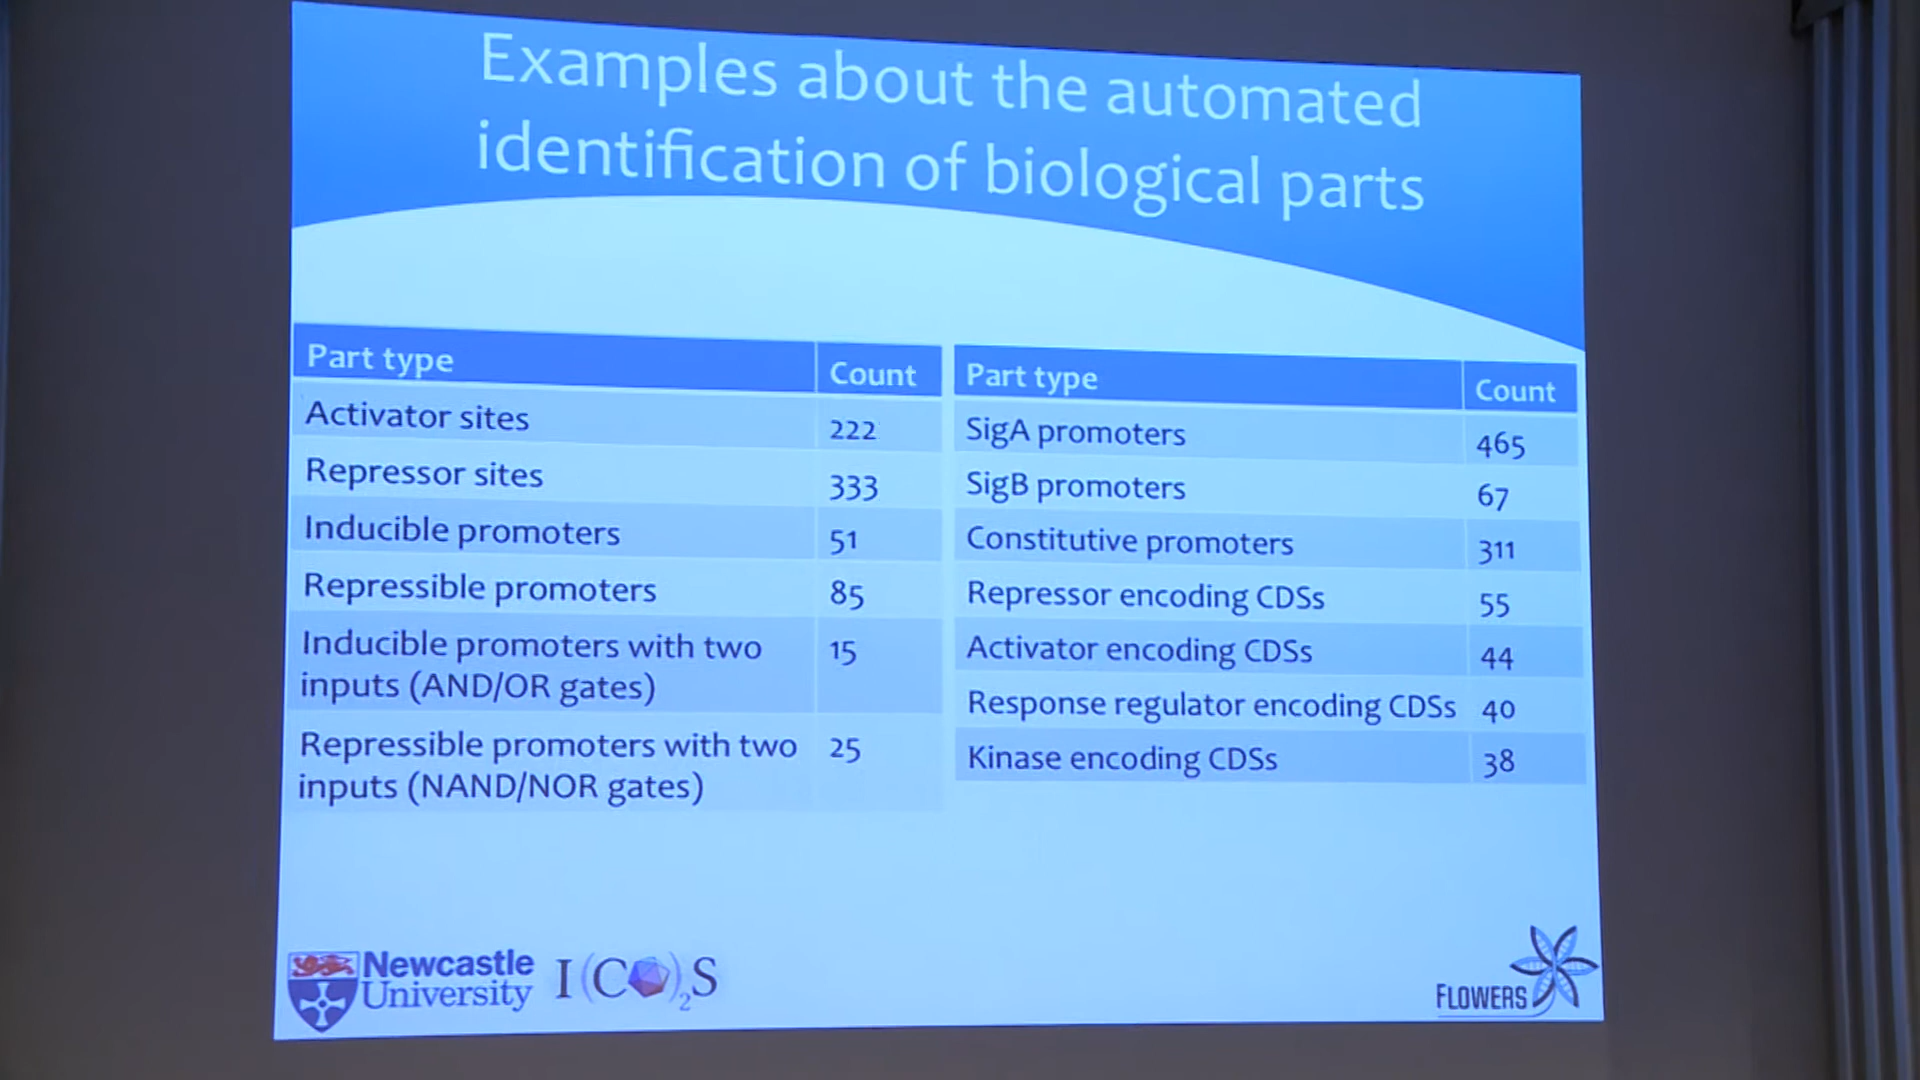 Examples about the automated
identification of biological parts
Part type Count
Activator sites 222
Repressor sites 333
Inducible promoters 51
Repressible promoters 85
Inducible promoters with two
inputs (AND/OR gates) 15
Repressible promoters with two
inputs (NAND/NOR gates) 25
Part type Count
SigA promoters 465
SigB promoters 67
Constitutive promoters 311
Repressor encoding CDSs 55
Activator encoding CDSs 44
Response regulator encoding CDSs 40
Kinase encoding CDSs 38
Newcastle
University
I(CO)2S
FLOWERS